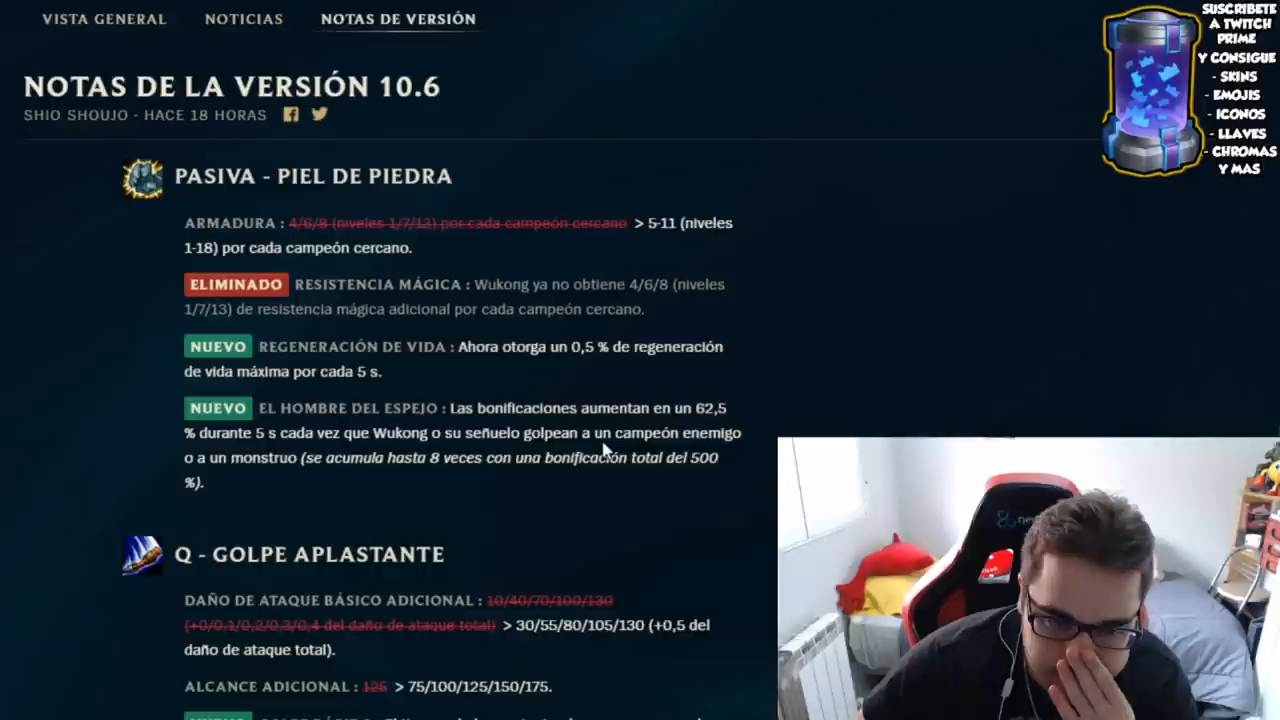 VISTA GENERAL NOTICIAS NOTAS DE VERSIÓN
SUSCRIBETE
A TWITCH
PRIME
Y CONSIGUE
- SKINS
- EMOJIS
- ICONOS
- LLAVES
- CHROMAS
Y MAS
NOTAS DE LA VERSIÓN 10.6
SHIO SHOUJO - HACE 18 HORAS
PASIVA - PIEL DE PIEDRA
ARMADURA : 4/6/8 (niveles 1/7/13) por cada campeón cercano > 5-11 (niveles
1-18) por cada campeón cercano.
ELIMINADO RESISTENCIA MÁGICA : Wukong ya no obtiene 4/6/8 (niveles
1/7/13) de resistencia mágica adicional por cada campeón cercano.
NUEVO REGENERACIÓN DE VIDA : Ahora otorga un 0,5 % de regeneración
de vida máxima por cada 5 s.
NUEVO EL HOMBRE DEL ESPEJO : Las bonificaciones aumentan en un 62,5
% durante 5 s cada vez que Wukong o su señuelo golpean a un campeón enemigo
o a un monstruo (se acumula hasta 8 veces con una bonificación total del 500
%).
Q - GOLPE APLASTANTE
DAÑO DE ATAQUE BÁSICO ADICIONAL : 10/40/70/100/130
(+0/0,1/0,2/0,3/0,4 del daño de ataque total) > 30/55/80/105/130 (+0,5 del
daño de ataque total).
ALCANCE ADICIONAL : 125 > 75/100/125/150/175.